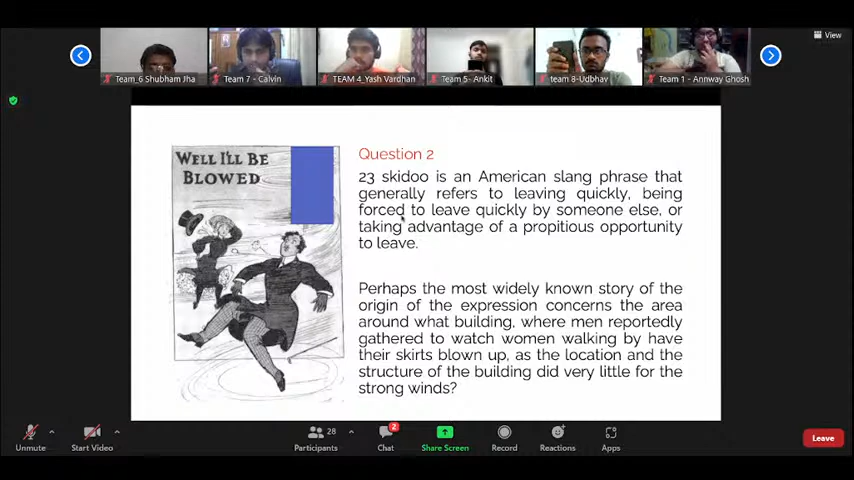 View
Team_6 Shubham Jha
Team 7 - Calvin
TEAM 4_Yash Vardhan
Team 5- Ankit
team 8-Udbhav
Team 1 - Annway Ghosh
WELL I'LL BE
BLOWED
Question 2
23 skidoo is an American slang phrase that
generally refers to leaving quickly, being
forced to leave quickly by someone else, or
taking advantage of a propitious opportunity
to leave.
Perhaps the most widely known story of the
origin of the expression concerns the area
around what building, where men reportedly
gathered to watch women walking by have
their skirts blown up, as the location and the
structure of the building did very little for the
strong winds?
Unmute
Start Video
28
Participants
2
Chat
Share Screen
Record
Reactions
Apps
Leave